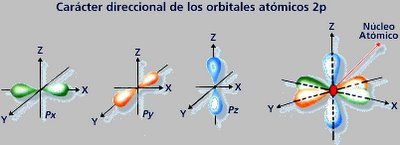 Carácter direccional de los orbitales atómicos 2p
Núcleo
Atómico
Z
X
Y
Px
Z
X
Y
Py
Z
X
Y
Pz
Z
X
Y